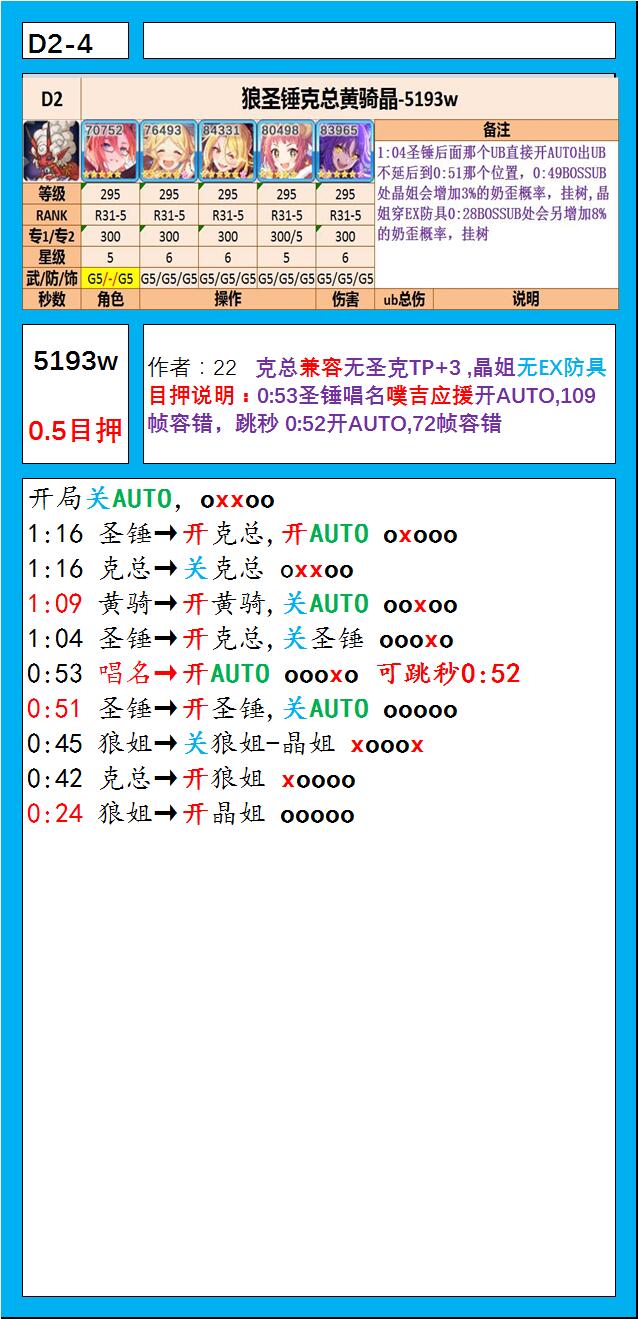 D2-4
D2 狼圣锤克总黄骑晶-5193w
70752 76493 84331 80498 83965 备注
1:04圣锤后面那个UB直接开AUTO出UB
不延后到0:51那个位置，0:49BOSSUB
处晶姐会增加3%的奶歪概率，挂树,晶
姐穿EX防具0:28BOSSUB处会另增加8%
的奶歪概率，挂树
等级 295 295 295 295 295
RANK R31-5 R31-5 R31-5 R31-5 R31-5
专1/专2 300 300 300 300/5 300
星级 5 6 6 5 6
武/防/饰 G5/-/G5 G5/G5/G5 G5/G5/G5 G5/G5/G5 G5/G5/G5
秒数 角色 操作 伤害 ub总伤 说明
5193w
0.5目押
作者：22 克总兼容无圣克TP+3 ,晶姐无EX防具
目押说明：0:53圣锤唱名噗吉应援开AUTO,109
帧容错，跳秒 0:52开AUTO,72帧容错
开局关AUTO, oxxoo
1:16 圣锤→开克总,开AUTO oxooo
1:16 克总→关克总 oxxoo
1:09 黄骑→开黄骑,关AUTO ooxoo
1:04 圣锤→开克总,关圣锤 oooxo
0:53 唱名→开AUTO oooxo 可跳秒0:52
0:51 圣锤→开圣锤,关AUTO ooooo
0:45 狼姐→关狼姐-晶姐 xooox
0:42 克总→开狼姐 xoooo
0:24 狼姐→开晶姐 ooooo